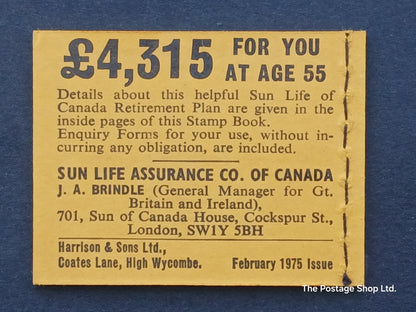 £4,315 FOR YOU
AT AGE 55
Details about this helpful Sun Life of
Canada Retirement Plan are given in the
inside pages of this Stamp Book.
Enquiry Forms for your use, without in-
curring any obligation, are included.
SUN LIFE ASSURANCE CO. OF CANADA
J. A. BRINDLE (General Manager for Gt.
Britain and Ireland),
701, Sun of Canada House, Cockspur St.,
London, SW1Y 5BH
Harrison & Sons Ltd.,
Coates Lane, High Wycombe. February 1975 Issue
The Postage Shop Ltd.